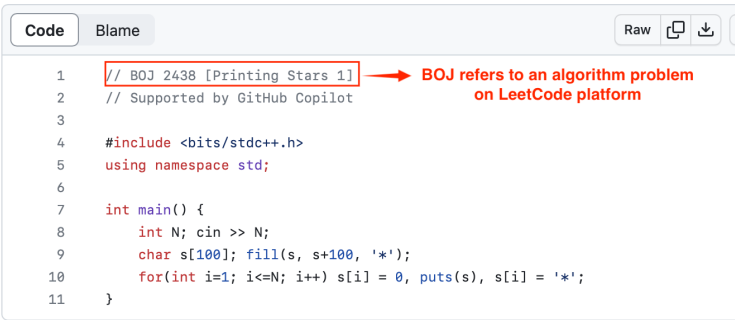 Code Blame Raw
1 // BOJ 2438 [Printing Stars 1]
BOJ refers to an algorithm problem
on LeetCode platform
2 // Supported by GitHub Copilot
3
4 #include <bits/stdc++.h>
5 using namespace std;
6
7 int main() {
8     int N; cin >> N;
9     char s[100]; fill(s, s+100, '*');
10     for(int i=1; i<=N; i++) s[i] = 0, puts(s), s[i] = '*';
11 }